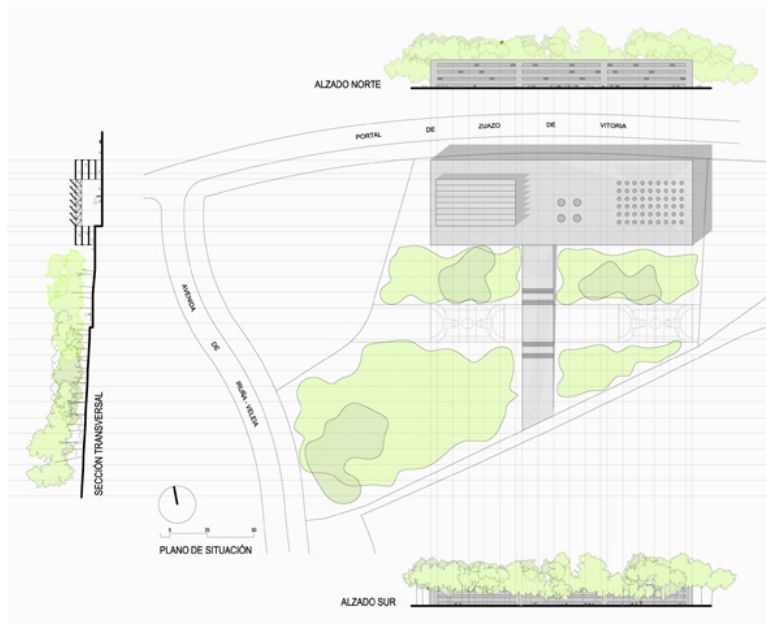 ALZADO NORTE
PORTAL DE ZUAZO DE VITORIA
AVENIDA DE IRUÑA - VELEIA
SECCIÓN TRANSVERSAL
0 25 50
PLANO DE SITUACIÓN
ALZADO SUR